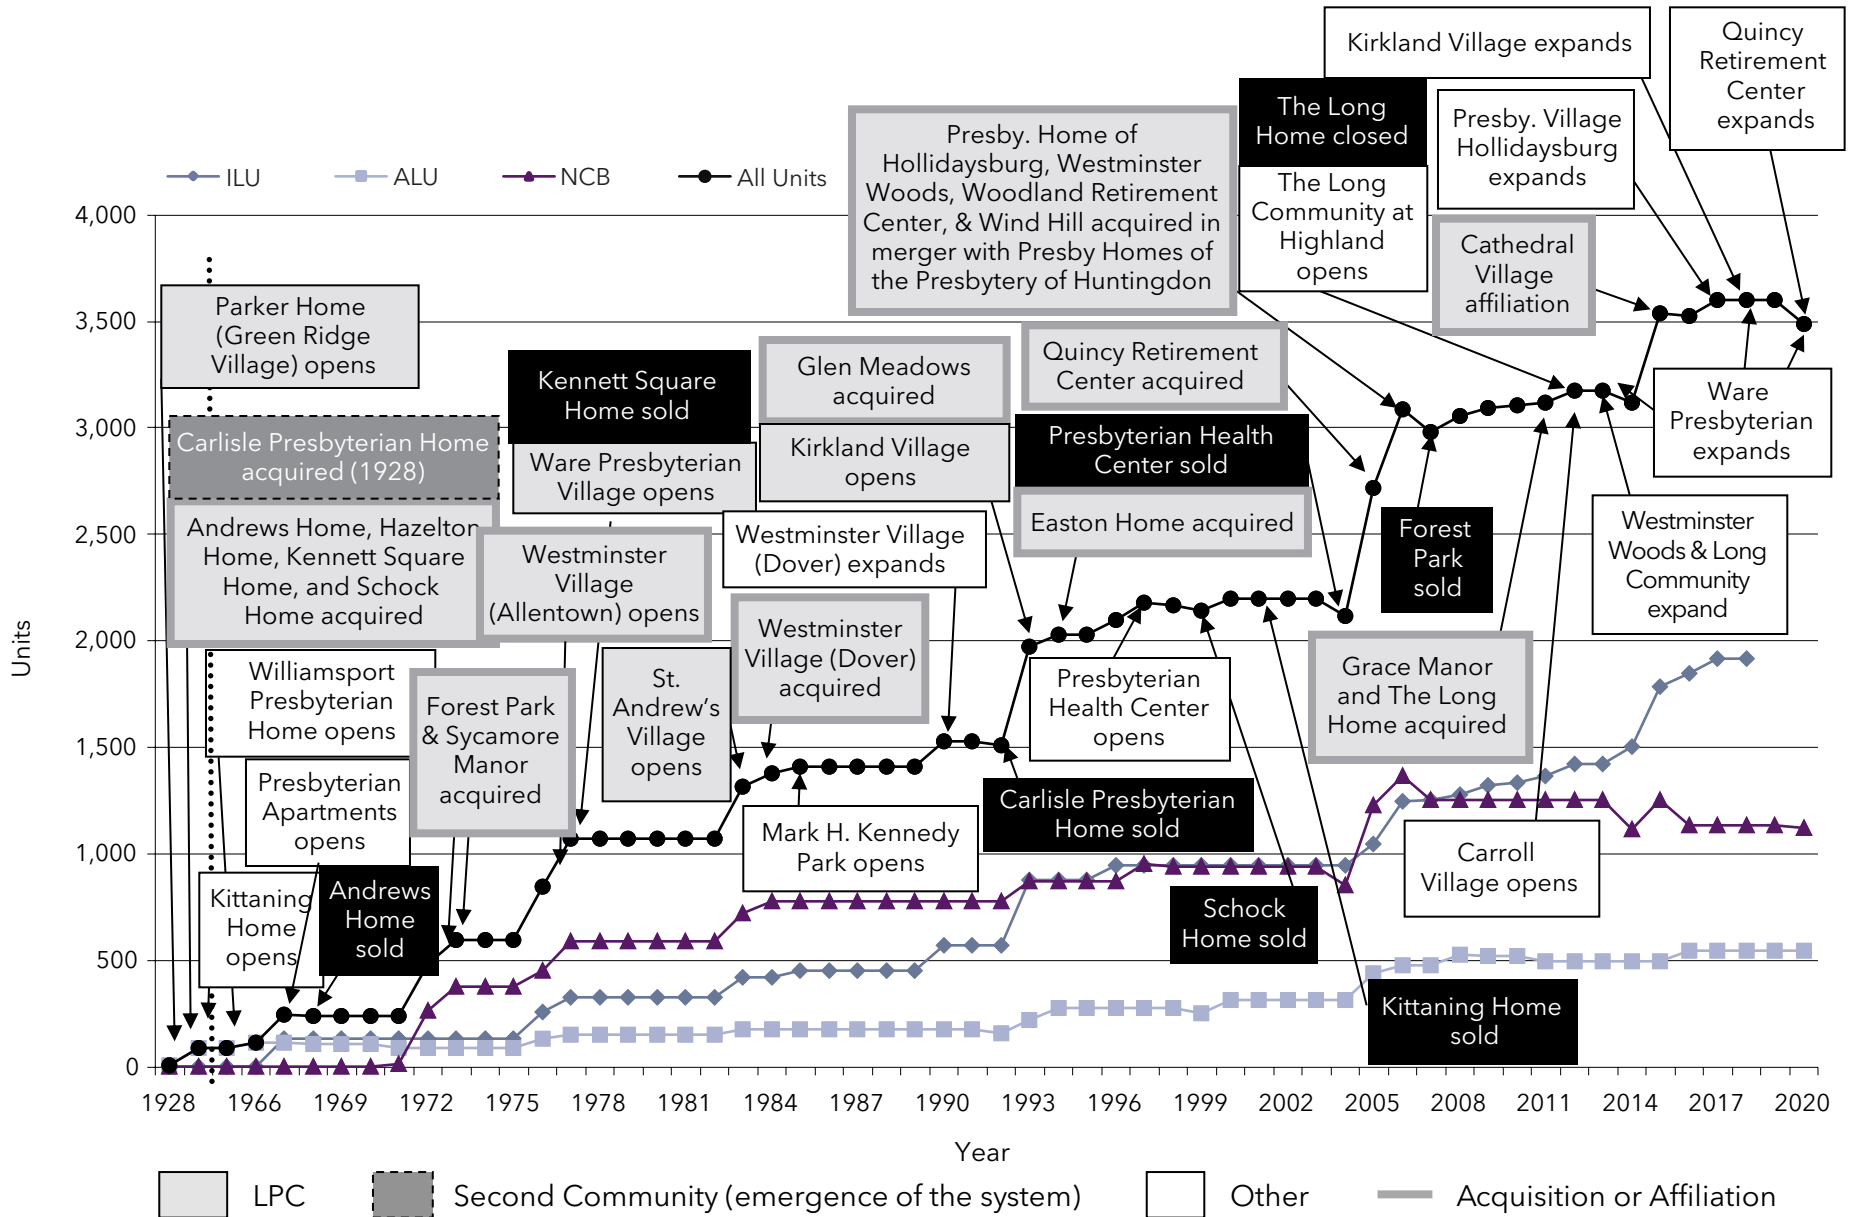 Kirkland Village expands
Quincy
Retirement
Center
expands
The Long
Home closed
Presby. Village
Hollidaysburg
expands
Presby. Home of
Hollidaysburg, Westminster
Woods, Woodland Retirement
Center, & Wind Hill acquired in
merger with Presby Homes of
the Presbytery of Huntingdon
The Long
Community at
Highland
opens
ILU
ALU
NCB
All Units
Cathedral
Village
affiliation
Parker Home
(Green Ridge
Village) opens
Kennett Square
Home sold
Glen Meadows
acquired
Quincy Retirement
Center acquired
Ware
Presbyterian
expands
Carlisle Presbyterian Home
acquired (1928)
Ware Presbyterian
Village opens
Kirkland Village
opens
Presbyterian Health
Center sold
Andrews Home, Hazelton
Home, Kennett Square
Home, and Schock
Home acquired
Westminster
Village
(Allentown) opens
Westminster Village
(Dover) expands
Easton Home acquired
Forest
Park
sold
Westminster
Woods & Long
Community
expand
Williamsport
Presbyterian
Home opens
Forest Park
& Sycamore
Manor
acquired
St.
Andrew's
Village
opens
Westminster
Village (Dover)
acquired
Presbyterian
Health Center
opens
Grace Manor
and The Long
Home acquired
Presbyterian
Apartments
opens
Mark H. Kennedy
Park opens
Carlisle Presbyterian
Home sold
Carroll
Village opens
Kittaning
Home
opens
Andrews
Home
sold
Schock
Home sold
Kittaning Home
sold
Units
4,000
3,500
3,000
2,500
2,000
1,500
1,000
500
0
1928 1966 1969 1972 1975 1978 1981 1984 1987 1990 1993 1996 1999 2002 2005 2008 2011 2014 2017 2020
Year
LPC
Second Community (emergence of the system)
Other
Acquisition or Affiliation